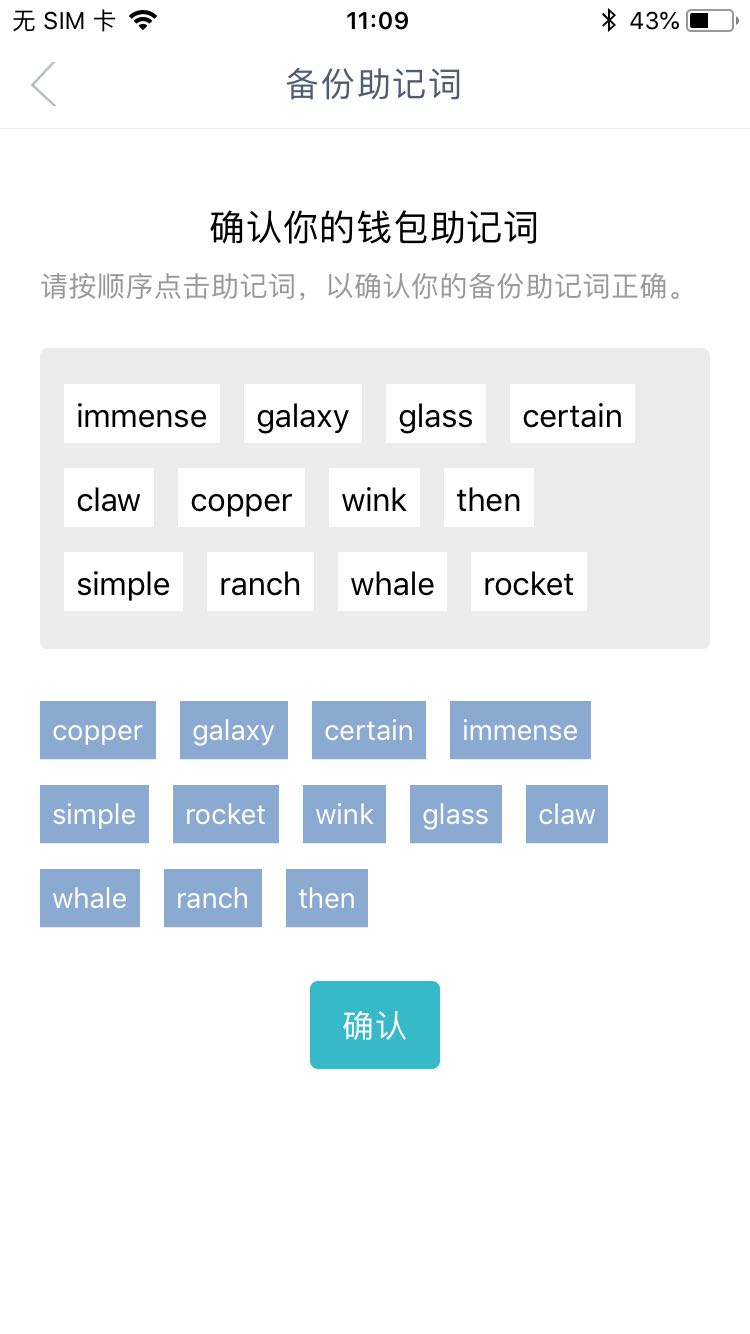 无 SIM 卡 11:09 43%
备份助记词
确认你的钱包助记词
请按顺序点击助记词，以确认你的备份助记词正确。
immense galaxy glass certain
claw copper wink then
simple ranch whale rocket
copper galaxy certain immense
simple rocket wink glass claw
whale ranch then
确认